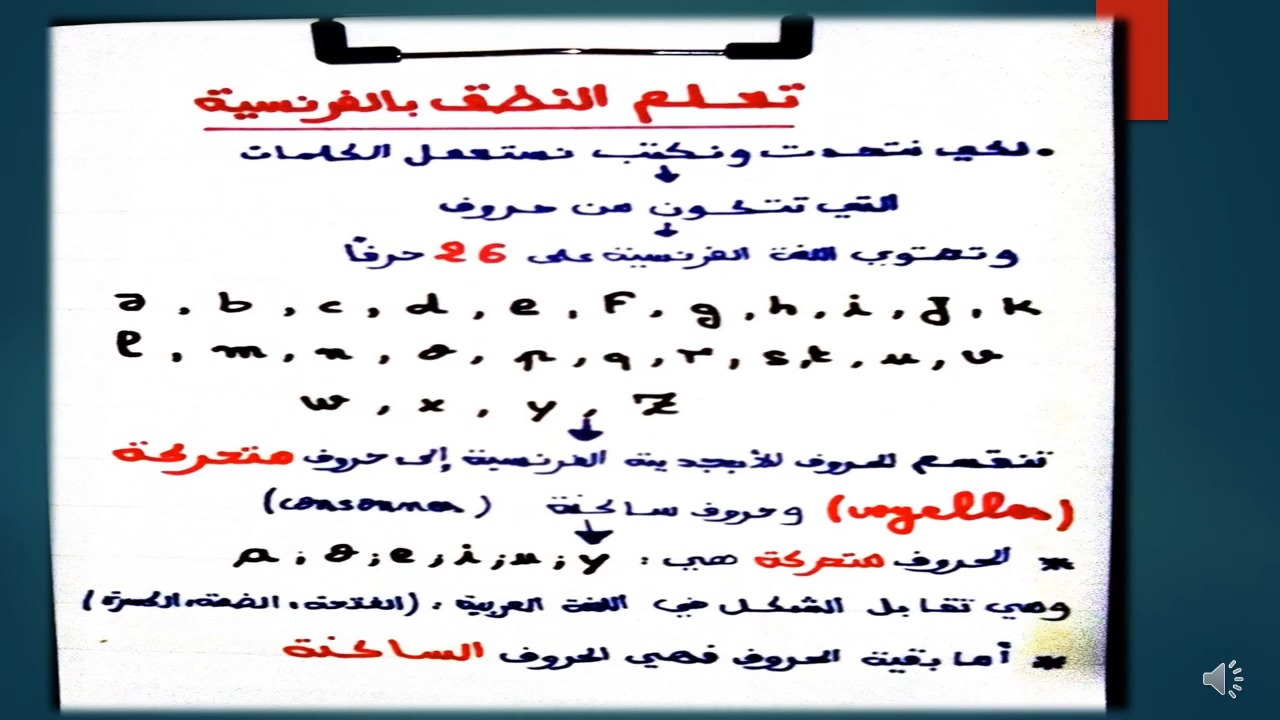 تعلم النطق بالفرنسية
• لكي نتحدث ونكتب نستعمل الكلمات
التي تتكون من حروف
وتحتوي اللغة الفرنسية على 26 حرفًا
a , b , c , d , e , F , g , h , i , J , K
l , m , n , o , p , q , r , s , t , u , v
w , x , y , Z
تنقسم الحروف الأبجدية الفرنسية إلى حروف متحركة
(voyelles) وحروف ساكنة (consonnes)
* الحروف متحركة هي : a ; o ; e ; i ; u ; y
وهي تقابل الشكل في اللغة العربية : (الفتحة، الضمة، الكسرة)
* أما بقية الحروف فهي الحروف الساكنة